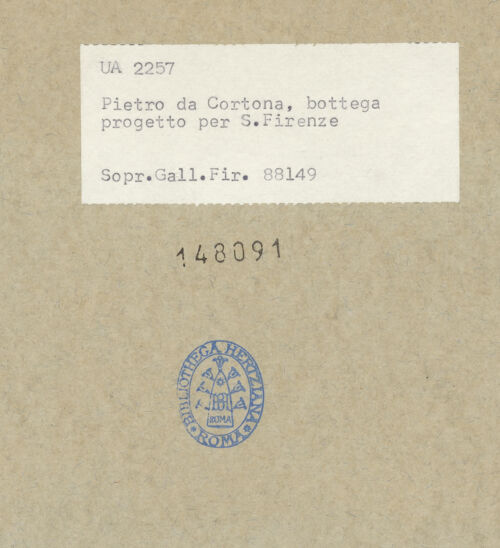 UA 2257
Pietro da Cortona, bottega
progetto per S.Firenze
Sopr.Gall.Fir. 88149
148091
BIBLIOTHECA HERTZIANA
ROMA
ROMA